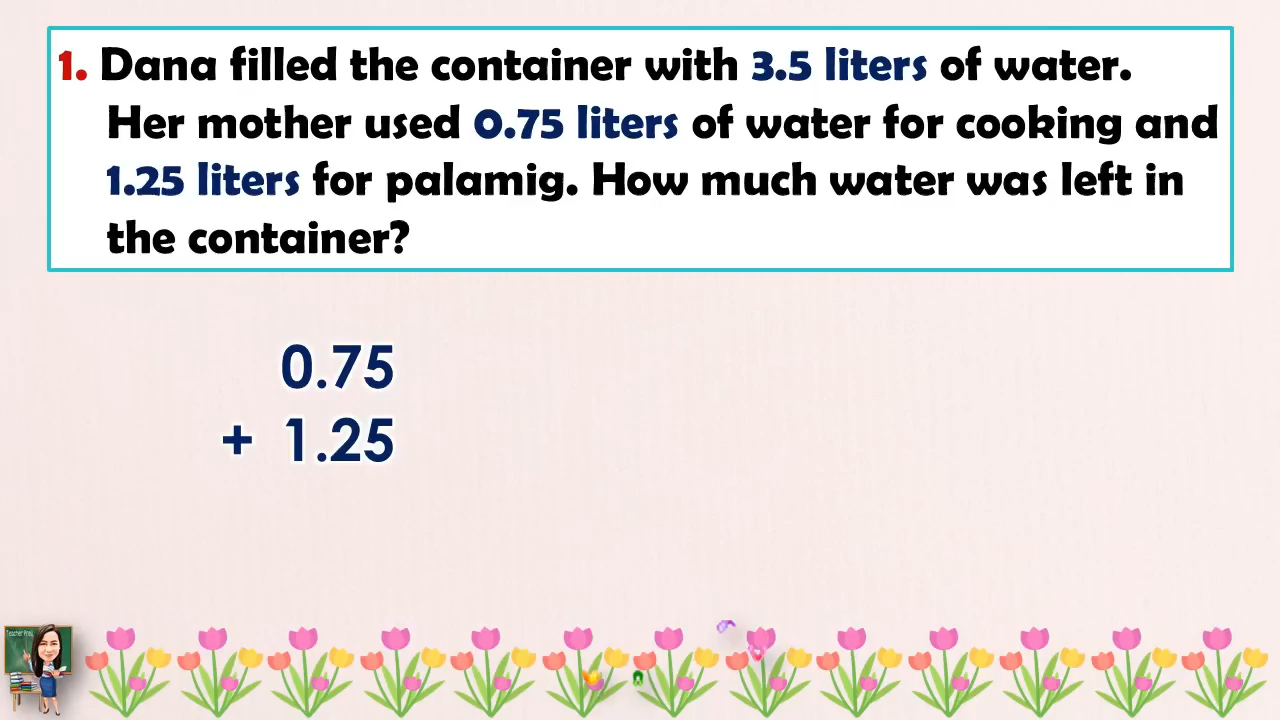 1. Dana filled the container with 3.5 liters of water.
Her mother used 0.75 liters of water for cooking and
1.25 liters for palamig. How much water was left in
the container?
0.75
+ 1.25